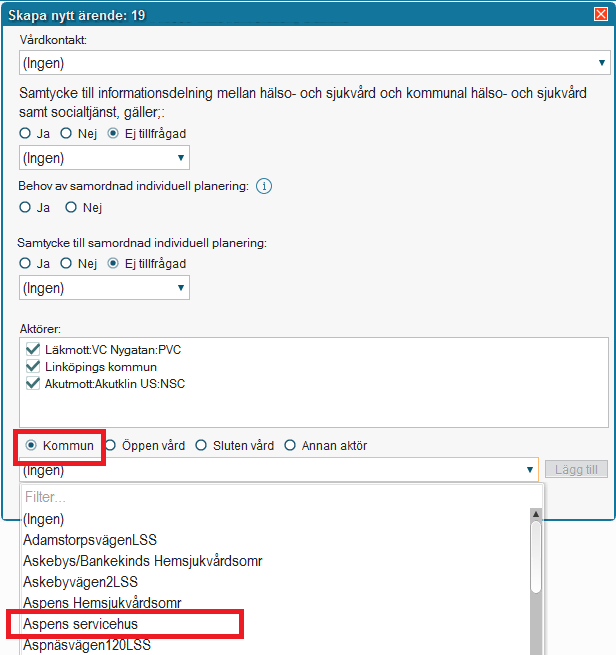 Skapa nytt ärende: 19
Vårdkontakt:
(Ingen)
Samtycke till informationsdelning mellan hälso- och sjukvård och kommunal hälso- och sjukvård
samt socialtjänst, gäller;:
Ja Nej Ej tillfrågad
(Ingen)
Behov av samordnad individuell planering: i
Ja Nej
Samtycke till samordnad individuell planering:
Ja Nej Ej tillfrågad
(Ingen)
Aktörer:
Läkmott:VC Nygatan:PVC
Linköpings kommun
Akutmott:Akutklin US:NSC
Kommun Öppen vård Sluten vård Annan aktör
(Ingen) Lägg till
Filter...
(Ingen)
AdamstorpsvägenLSS
Askebys/Bankekinds Hemsjukvårdsomr
Askebyvägen2LSS
Aspens Hemsjukvårdsomr
Aspens servicehus
Aspnäsvägen120LSS